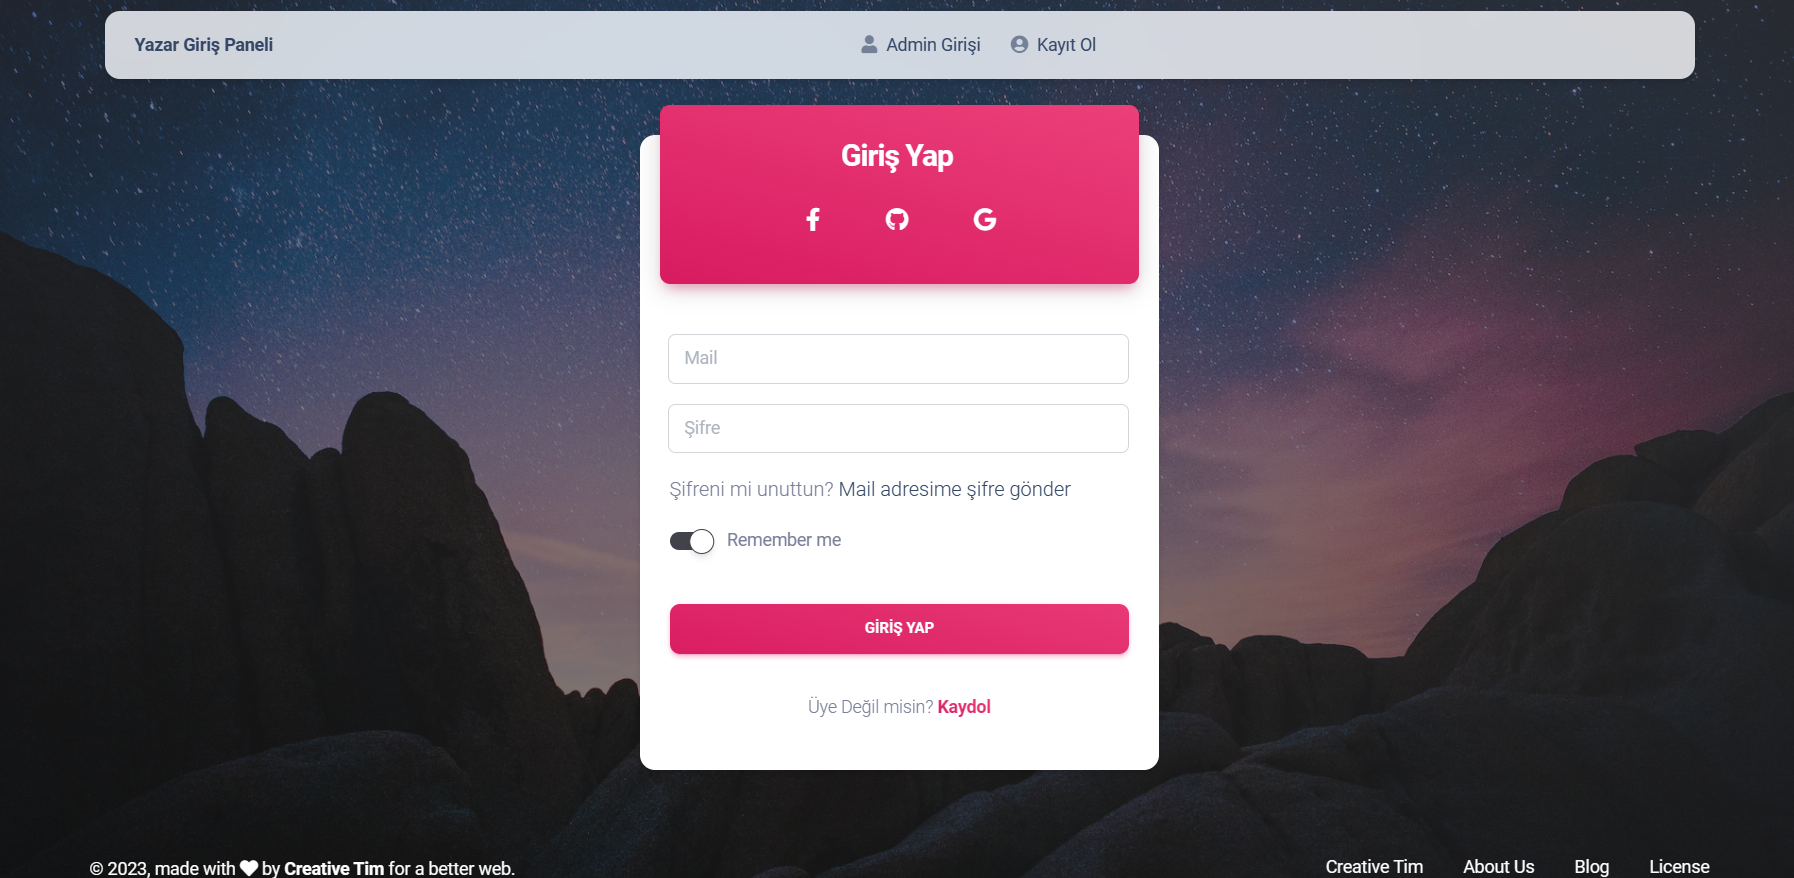 Yazar Giriş Paneli
Admin Girişi
Kayıt Ol
Giriş Yap
Mail
Şifre
Şifreni mi unuttun? Mail adresime şifre gönder
Remember me
GİRİŞ YAP
Üye Değil misin? Kaydol
© 2023, made with by Creative Tim for a better web.
Creative Tim
About Us
Blog
License